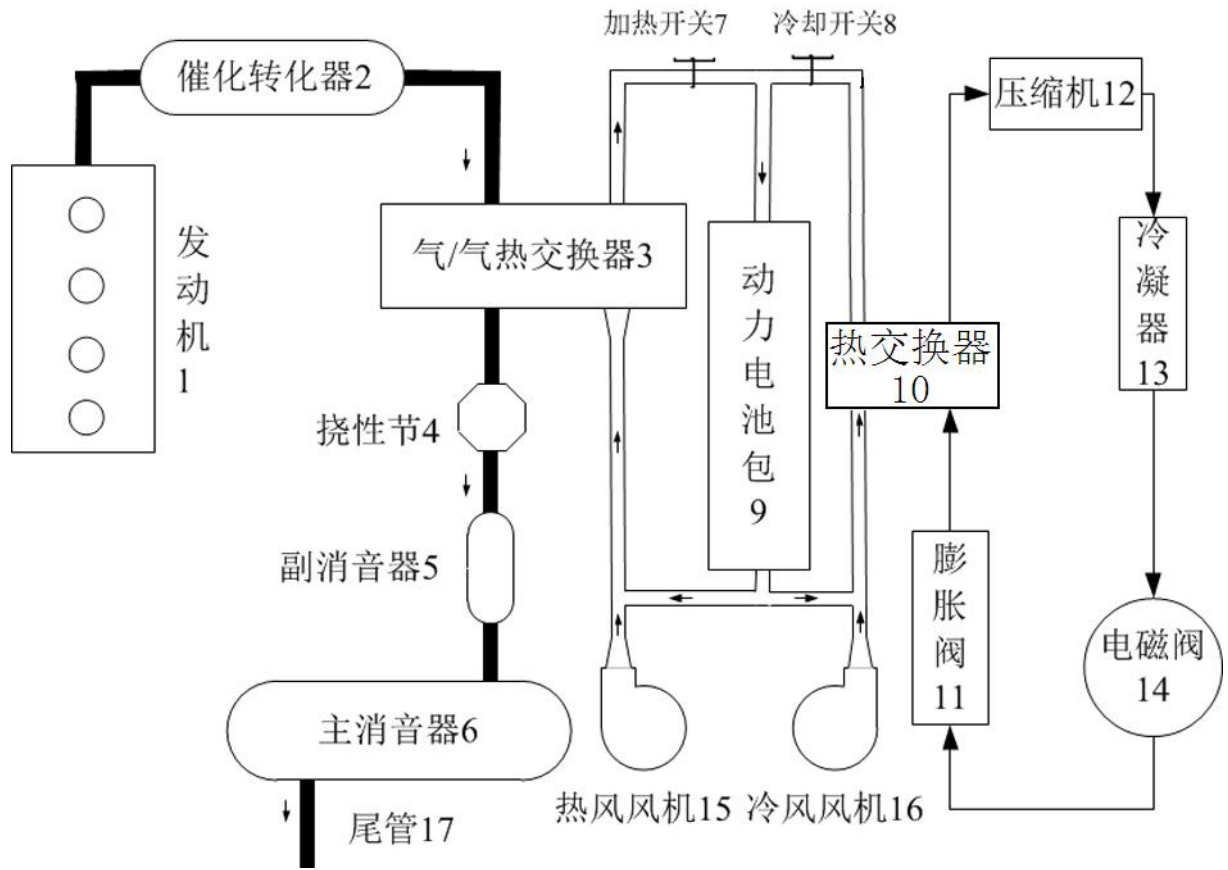 加热开关7
冷却开关8
催化转化器2
压缩机12
发
动
机
1
气/气热交换器3
动
力
电
池
包
9
冷
凝
器
13
热交换器
10
挠性节4
副消音器5
膨
胀
阀
11
电磁阀
14
主消音器6
热风风机15
冷风风机16
尾管17